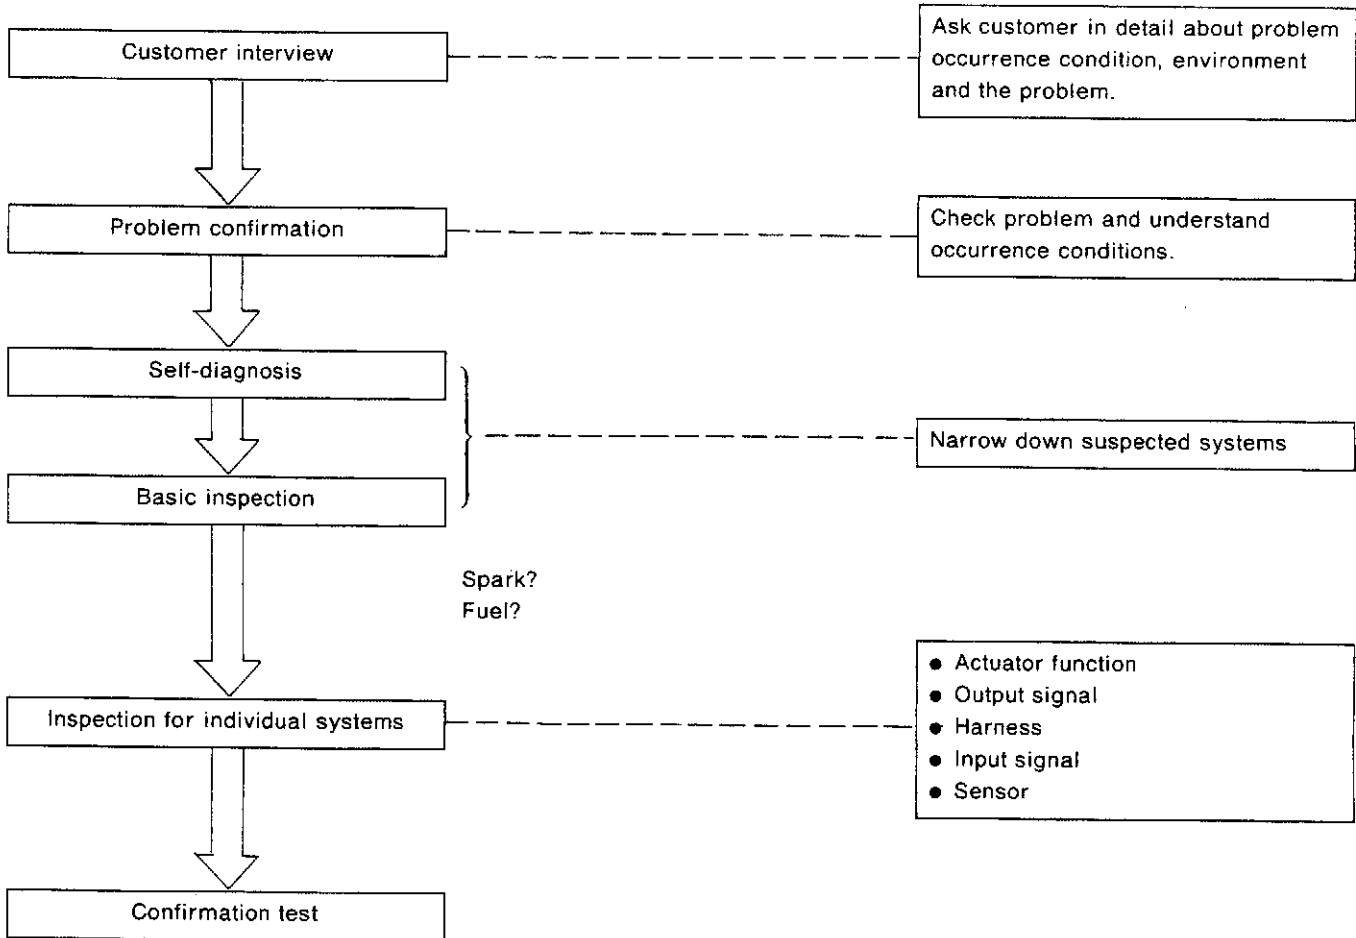 Customer interview
Ask customer in detail about problem
occurrence condition, environment
and the problem.
Problem confirmation
Check problem and understand
occurrence conditions.
Self-diagnosis
Narrow down suspected systems
Basic inspection
Spark?
Fuel?
Inspection for individual systems
● Actuator function
● Output signal
● Harness
● Input signal
● Sensor
Confirmation test